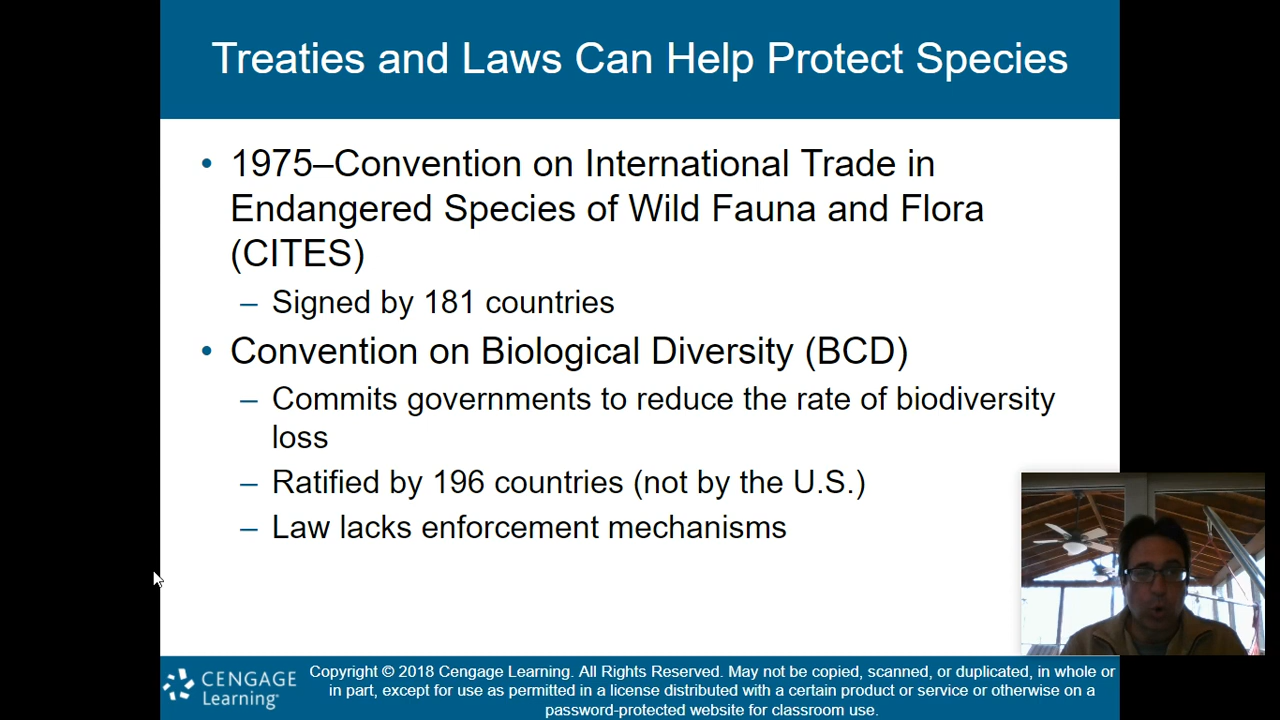 Treaties and Laws Can Help Protect Species
• 1975–Convention on International Trade in
Endangered Species of Wild Fauna and Flora
(CITES)
– Signed by 181 countries
• Convention on Biological Diversity (BCD)
– Commits governments to reduce the rate of biodiversity
loss
– Ratified by 196 countries (not by the U.S.)
– Law lacks enforcement mechanisms
CENGAGE
Learning
Copyright © 2018 Cengage Learning. All Rights Reserved. May not be copied, scanned, or duplicated, in whole or
in part, except for use as permitted in a license distributed with a certain product or service or otherwise on a
password-protected website for classroom use.